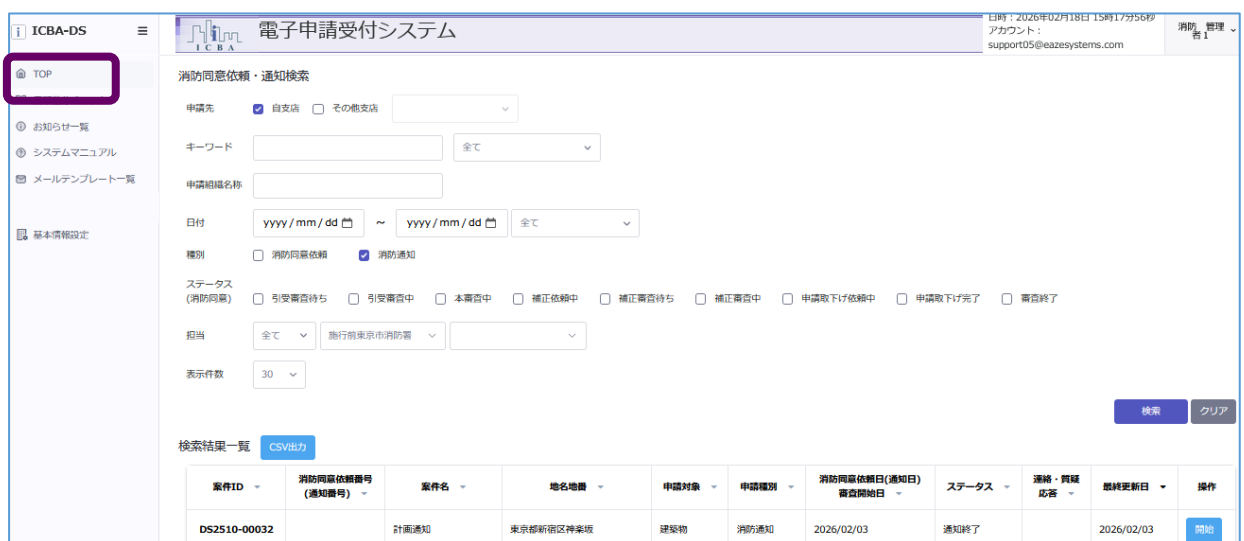 i ICBA-DS
ICBA
電子申請受付システム
日時：2026年02月18日 15時17分56秒
アカウント：
support05@eazesystems.com
消防 管理者1
TOP
お知らせ一覧
システムマニュアル
メールテンプレート一覧
基本情報設定
消防同意依頼・通知検索
申請先 自支店 その他支店
キーワード 全て
申請組織名称
日付 yyyy/mm/dd ～ yyyy/mm/dd 全て
種別 消防同意依頼 消防通知
ステータス
(消防同意) 引受審査待ち 引受審査中 本審査中 補正依頼中 補正審査待ち 補正審査中 申請取下げ依頼中 申請取下げ完了 審査終了
担当 全て 施行前東京市消防署
表示件数 30
検索 クリア
検索結果一覧 CSV出力
案件ID 消防同意依頼番号(通知番号) 案件名 地名地番 申請対象 申請種別 消防同意依頼日(通知日)審査開始日 ステータス 連絡・質疑応答 最終更新日 操作
DS2510-00032 計画通知 東京都新宿区神楽坂 建築物 消防通知 2026/02/03 通知終了 2026/02/03 開始